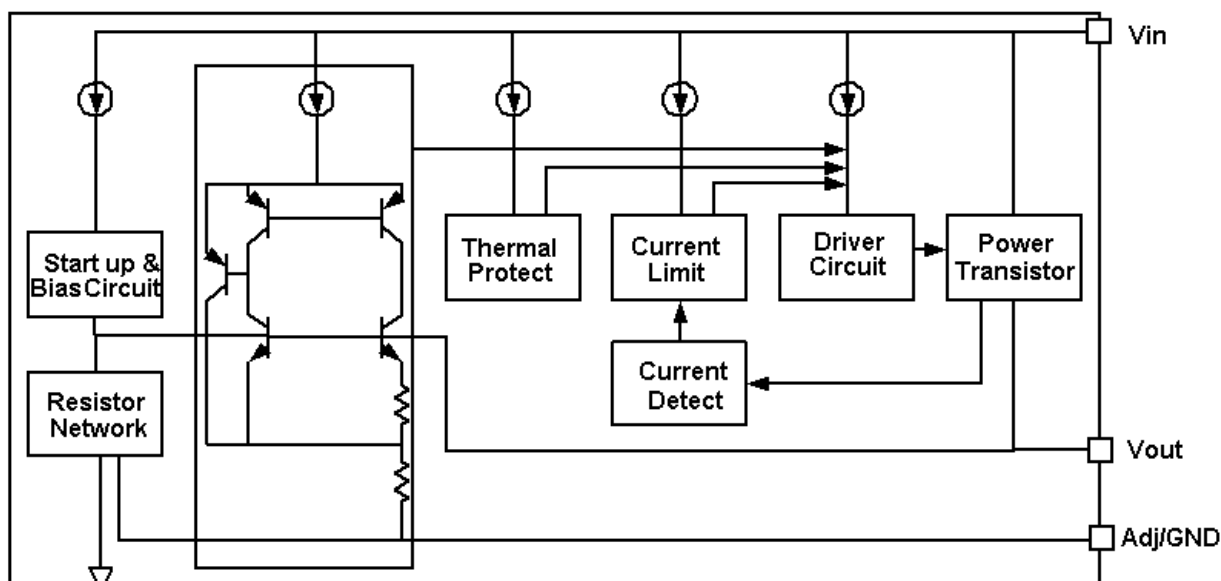 Vin
Start up &
Bias Circuit
Thermal
Protect
Current
Limit
Driver
Circuit
Power
Transistor
Resistor
Network
Current
Detect
Vout
Adj/GND